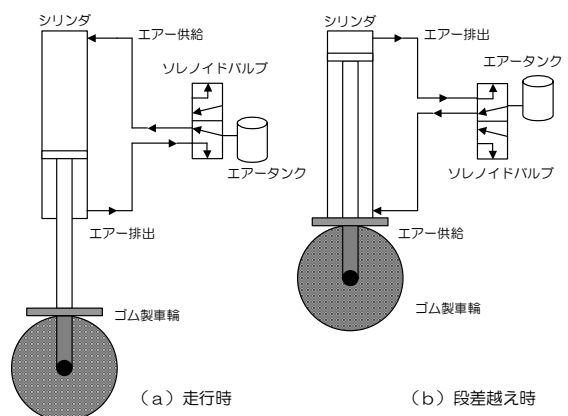 シリンダ
エアー供給
ソレノイドバルブ
エアータンク
エアー排出
ゴム製車輪
（a）走行時
シリンダ
エアー排出
エアータンク
ソレノイドバルブ
エアー供給
ゴム製車輪
（b）段差越え時